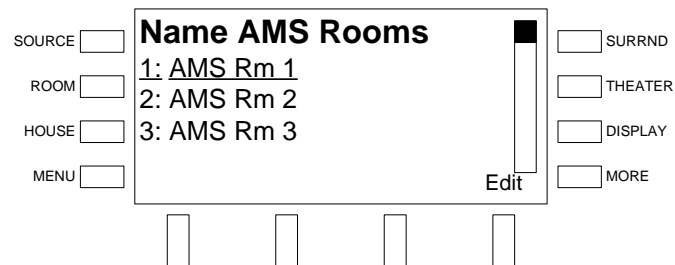 SOURCE
ROOM
HOUSE
MENU
Name AMS Rooms
1: AMS Rm 1
2: AMS Rm 2
3: AMS Rm 3
Edit
SURRND
THEATER
DISPLAY
MORE